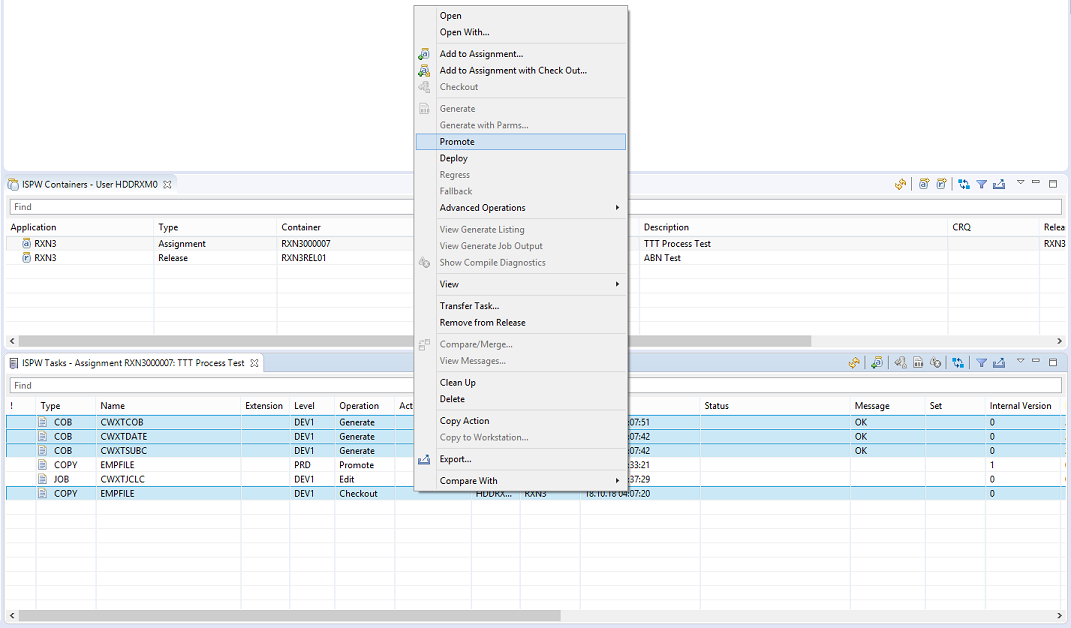 Open
Open With...
Add to Assignment...
Add to Assignment with Check Out...
Checkout
Generate
Generate with Parms...
Promote
Deploy
Regress
Fallback
Advanced Operations
View Generate Listing
View Generate Job Output
Show Compile Diagnostics
View
Transfer Task...
Remove from Release
Compare/Merge...
View Messages...
Clean Up
Delete
Copy Action
Copy to Workstation...
Export...
Compare With
ISPW Containers - User HDDRXM0
Find
Application Type Container Description CRQ Relea
RXN3 Assignment RXN3000007 TTT Process Test RXN3
RXN3 Release RXN3REL01 ABN Test
ISPW Tasks - Assignment RXN3000007: TTT Process Test
Find
! Type Name Extension Level Operation Act Status Message Set Internal Version
COB CWXTCOB DEV1 Generate :07:51 OK 0
COB CWXTDATE DEV1 Generate :07:42 OK 0
COB CWXTSUBC DEV1 Generate :07:42 OK 0
COPY EMPFILE PRD Promote :33:21 1
JOB CWXTJCLC DEV1 Edit :37:29 0
COPY EMPFILE DEV1 Checkout HDDRX... RXN3 18.10.18 04:07:20 0